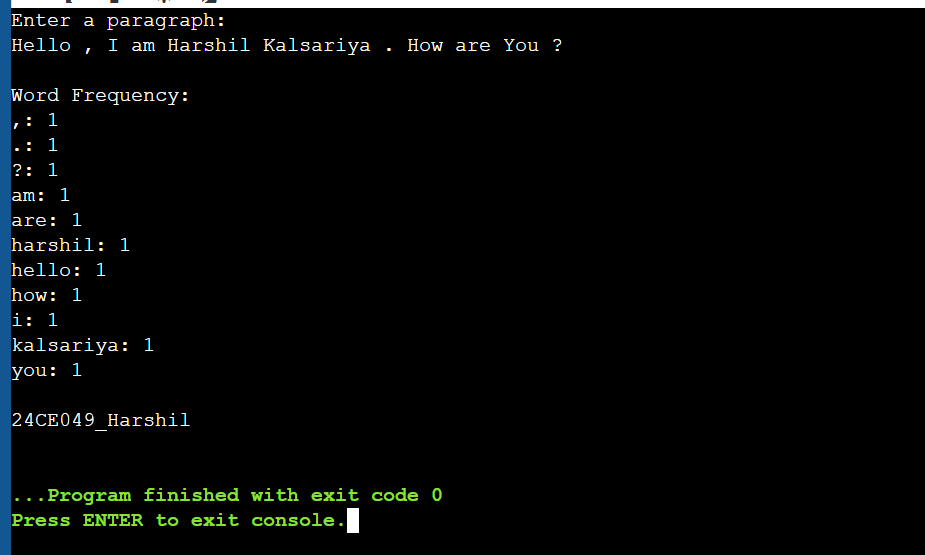 Enter a paragraph:
Hello , I am Harshil Kalsariya . How are You ?
Word Frequency:
,: 1
.: 1
?: 1
am: 1
are: 1
harshil: 1
hello: 1
how: 1
i: 1
kalsariya: 1
you: 1
24CE049_Harshil
...Program finished with exit code 0
Press ENTER to exit console.